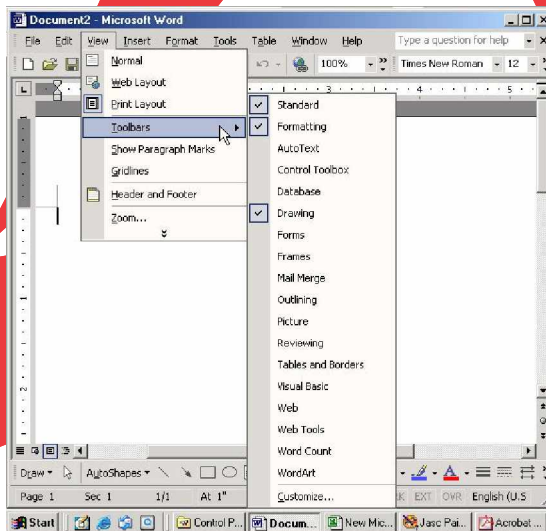 Document2 - Microsoft Word
File Edit View Insert Format Tools Table Window Help Type a question for help
100% Times New Roman 12
Normal
Web Layout
Print Layout
Toolbars
Show Paragraph Marks
Gridlines
Header and Footer
Zoom...
3 4 5
Standard
Formatting
AutoText
Control Toolbox
Database
Drawing
Forms
Frames
Mail Merge
Outlining
Picture
Reviewing
Tables and Borders
Visual Basic
Web
Web Tools
Word Count
WordArt
Customize...
Draw AutoShapes
Page 1 Sec 1 1/1 At 1" EXT OVR English (U.S
Start Control P... Docum... New Mic... Jasc Pai... Acrobat ...